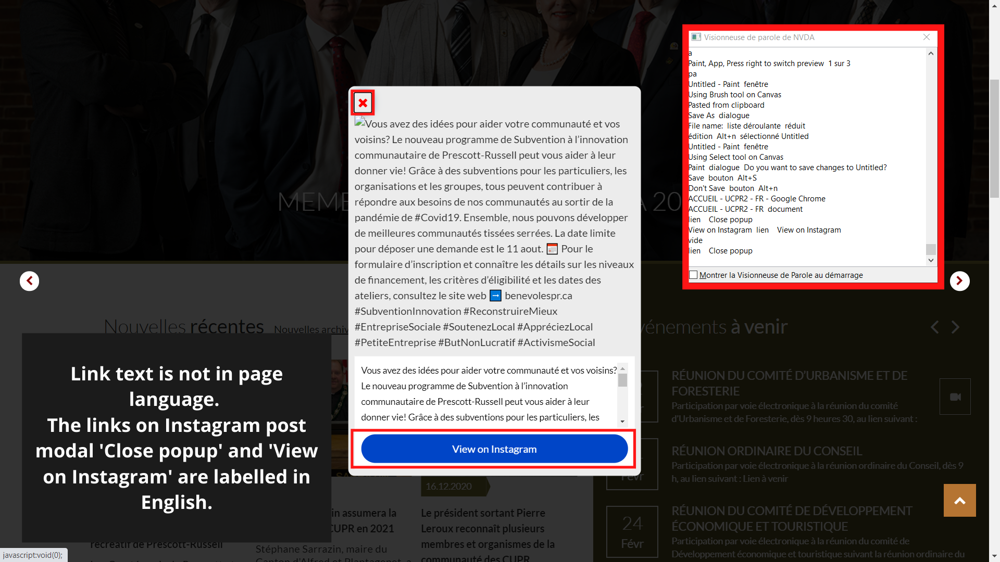 Visionneuse de parole de NVDA
a
Paint, App, Press right to switch preview 1 sur 3
pa
Untitled - Paint fenêtre
Using Brush tool on Canvas
Pasted from clipboard
Save As dialogue
File name: liste déroulante réduit
édition Alt+n sélectionné Untitled
Untitled - Paint fenêtre
Using Select tool on Canvas
Paint dialogue Do you want to save changes to Untitled?
Save bouton Alt+S
Don't Save bouton Alt+n
ACCUEIL - UCPR2 - FR - Google Chrome
ACCUEIL - UCPR2 - FR document
lien Close popup
View on Instagram lien View on Instagram
vide
lien Close popup
Montrer la Visionneuse de Parole au démarrage
Vous avez des idées pour aider votre communauté et vos
voisins? Le nouveau programme de Subvention à l’innovation
communautaire de Prescott-Russell peut vous aider à leur
donner vie! Grâce à des subventions pour les particuliers, les
organisations et les groupes, tous peuvent contribuer à
répondre aux besoins de nos communautés au sortir de la
pandémie de #Covid19. Ensemble, nous pouvons développer
de meilleures communautés tissées serrées. La date limite
pour déposer une demande est le 11 aout. 📅 Pour le
formulaire d’inscription et connaître les détails sur les niveaux
de financement, les critères d’éligibilité et les dates des
ateliers, consultez le site web ➡ benevolespr.ca
#SubventionInnovation #ReconstruireMieux
#EntrepriseSociale #SoutenezLocal #AppréciezLocal
#PetiteEntreprise #ButNonLucratif #ActivismeSocial
Vous avez des idées pour aider votre communauté et vos voisins?
Le nouveau programme de Subvention à l’innovation
communautaire de Prescott-Russell peut vous aider à leur
donner vie! Grâce à des subventions pour les particuliers, les
View on Instagram
MEME
A 20
Nouvelles récentes Nouvelles archiv
Link text is not in page
language.
The links on Instagram post
modal 'Close popup' and 'View
on Instagram' are labelled in
English.
récréatif de Prescott-Russell
in assumera la
CUPR en 2021
Stéphane Sarrazin, maire du
Canton d’Alfred et Plantagenet, a
16.12.2020
Le président sortant Pierre
Leroux reconnaît plusieurs
membres et organismes de la
communauté des CUPR
vénements à venir
RÉUNION DU COMITÉ D’URBANISME ET DE
FORESTERIE
Participation par voie électronique à la réunion du comité
d’Urbanisme et de Foresterie, dès 9 heures 30, au lien suivant :
Févr
RÉUNION ORDINAIRE DU CONSEIL
Participation par voie électronique à la réunion ordinaire du Conseil, dès 9
h, au lien suivant : Lien à venir
24
Févr
RÉUNION DU COMITÉ DE DÉVELOPPEMENT
ÉCONOMIQUE ET TOURISTIQUE
Participation par voie électronique à la réunion du comité de
Développement économique et touristique suivant la réunion ordinaire du
javascript:void(0);